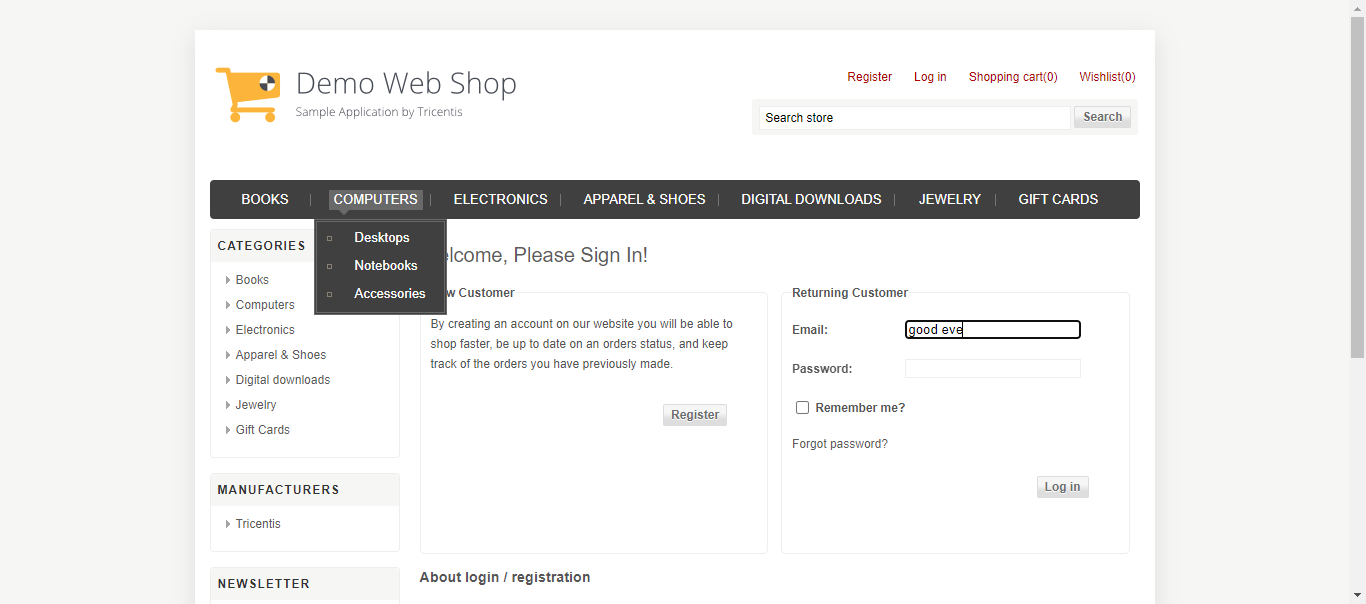 Demo Web Shop
Sample Application by Tricentis
Register Log in Shopping cart(0) Wishlist(0)
Search store Search
BOOKS COMPUTERS ELECTRONICS APPAREL & SHOES DIGITAL DOWNLOADS JEWELRY GIFT CARDS
Desktops
Notebooks
Accessories
CATEGORIES
Books
Computers
Electronics
Apparel & Shoes
Digital downloads
Jewelry
Gift Cards
MANUFACTURERS
Tricentis
NEWSLETTER
elcome, Please Sign In!
w Customer
By creating an account on our website you will be able to
shop faster, be up to date on an orders status, and keep
track of the orders you have previously made.
Register
Returning Customer
Email: good eve
Password:
Remember me?
Forgot password?
Log in
About login / registration